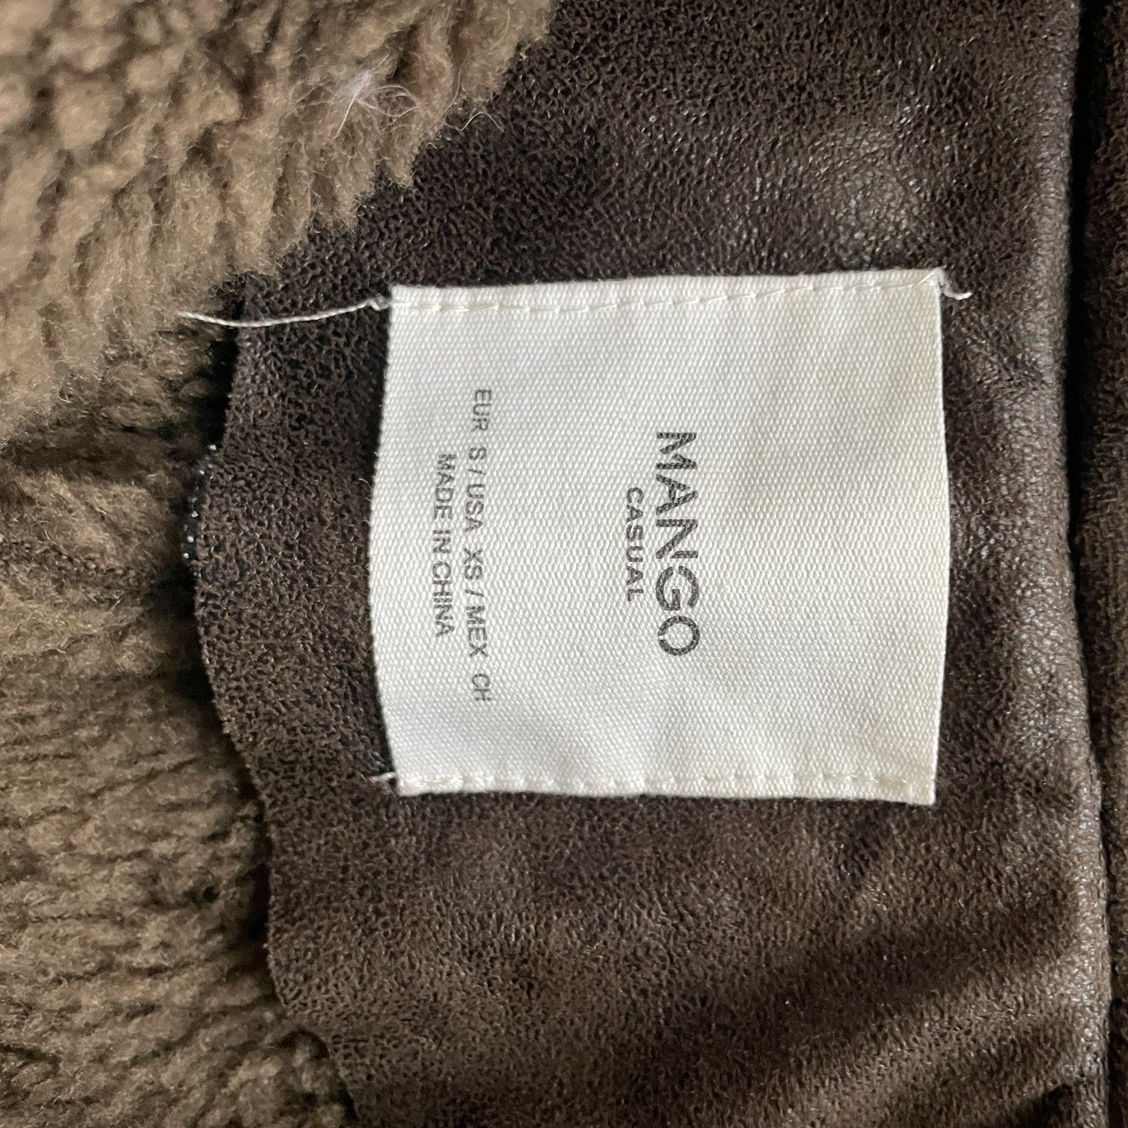 MANGO
CASUAL
EUR S / USA XS / MEX CH
MADE IN CHINA